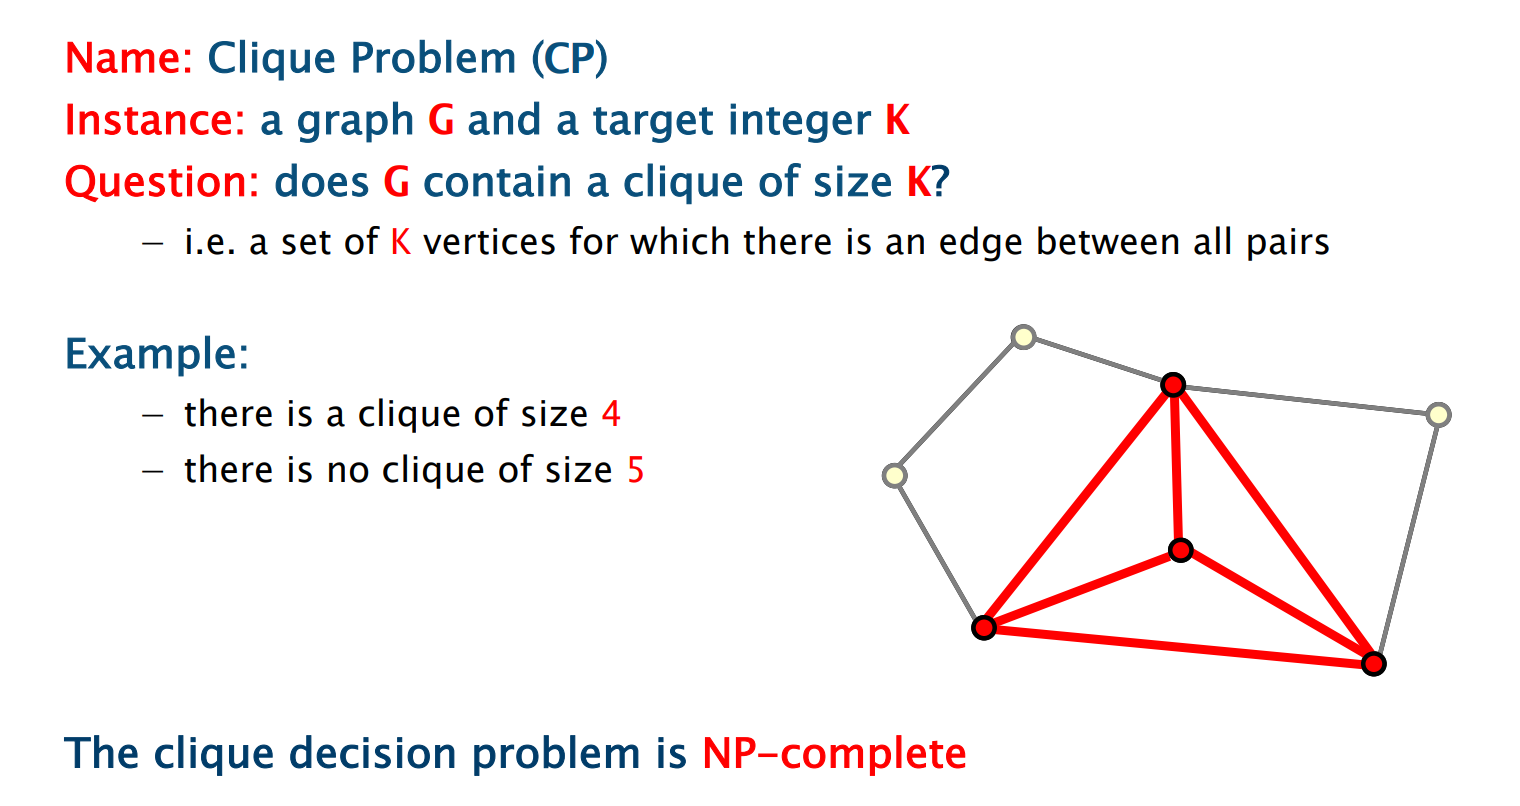 Name: Clique Problem (CP)
Instance: a graph G and a target integer K
Question: does G contain a clique of size K?
– i.e. a set of K vertices for which there is an edge between all pairs
Example:
– there is a clique of size 4
– there is no clique of size 5
The clique decision problem is NP–complete